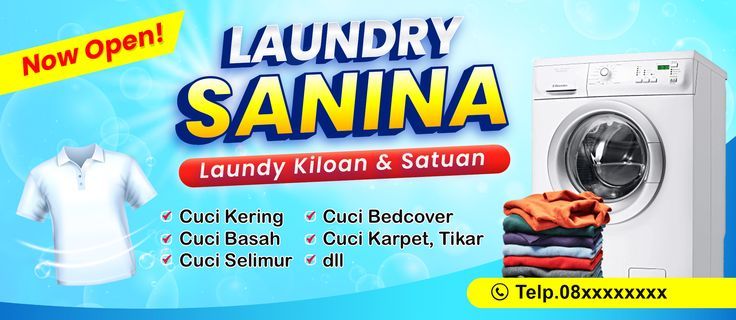 Now Open!
LAUNDRY
SANINA
Laundy Kiloan & Satuan
Cuci Kering
Cuci Basah
Cuci Selimur
Cuci Bedcover
Cuci Karpet, Tikar
dll
Telp.08xxxxxxxxx